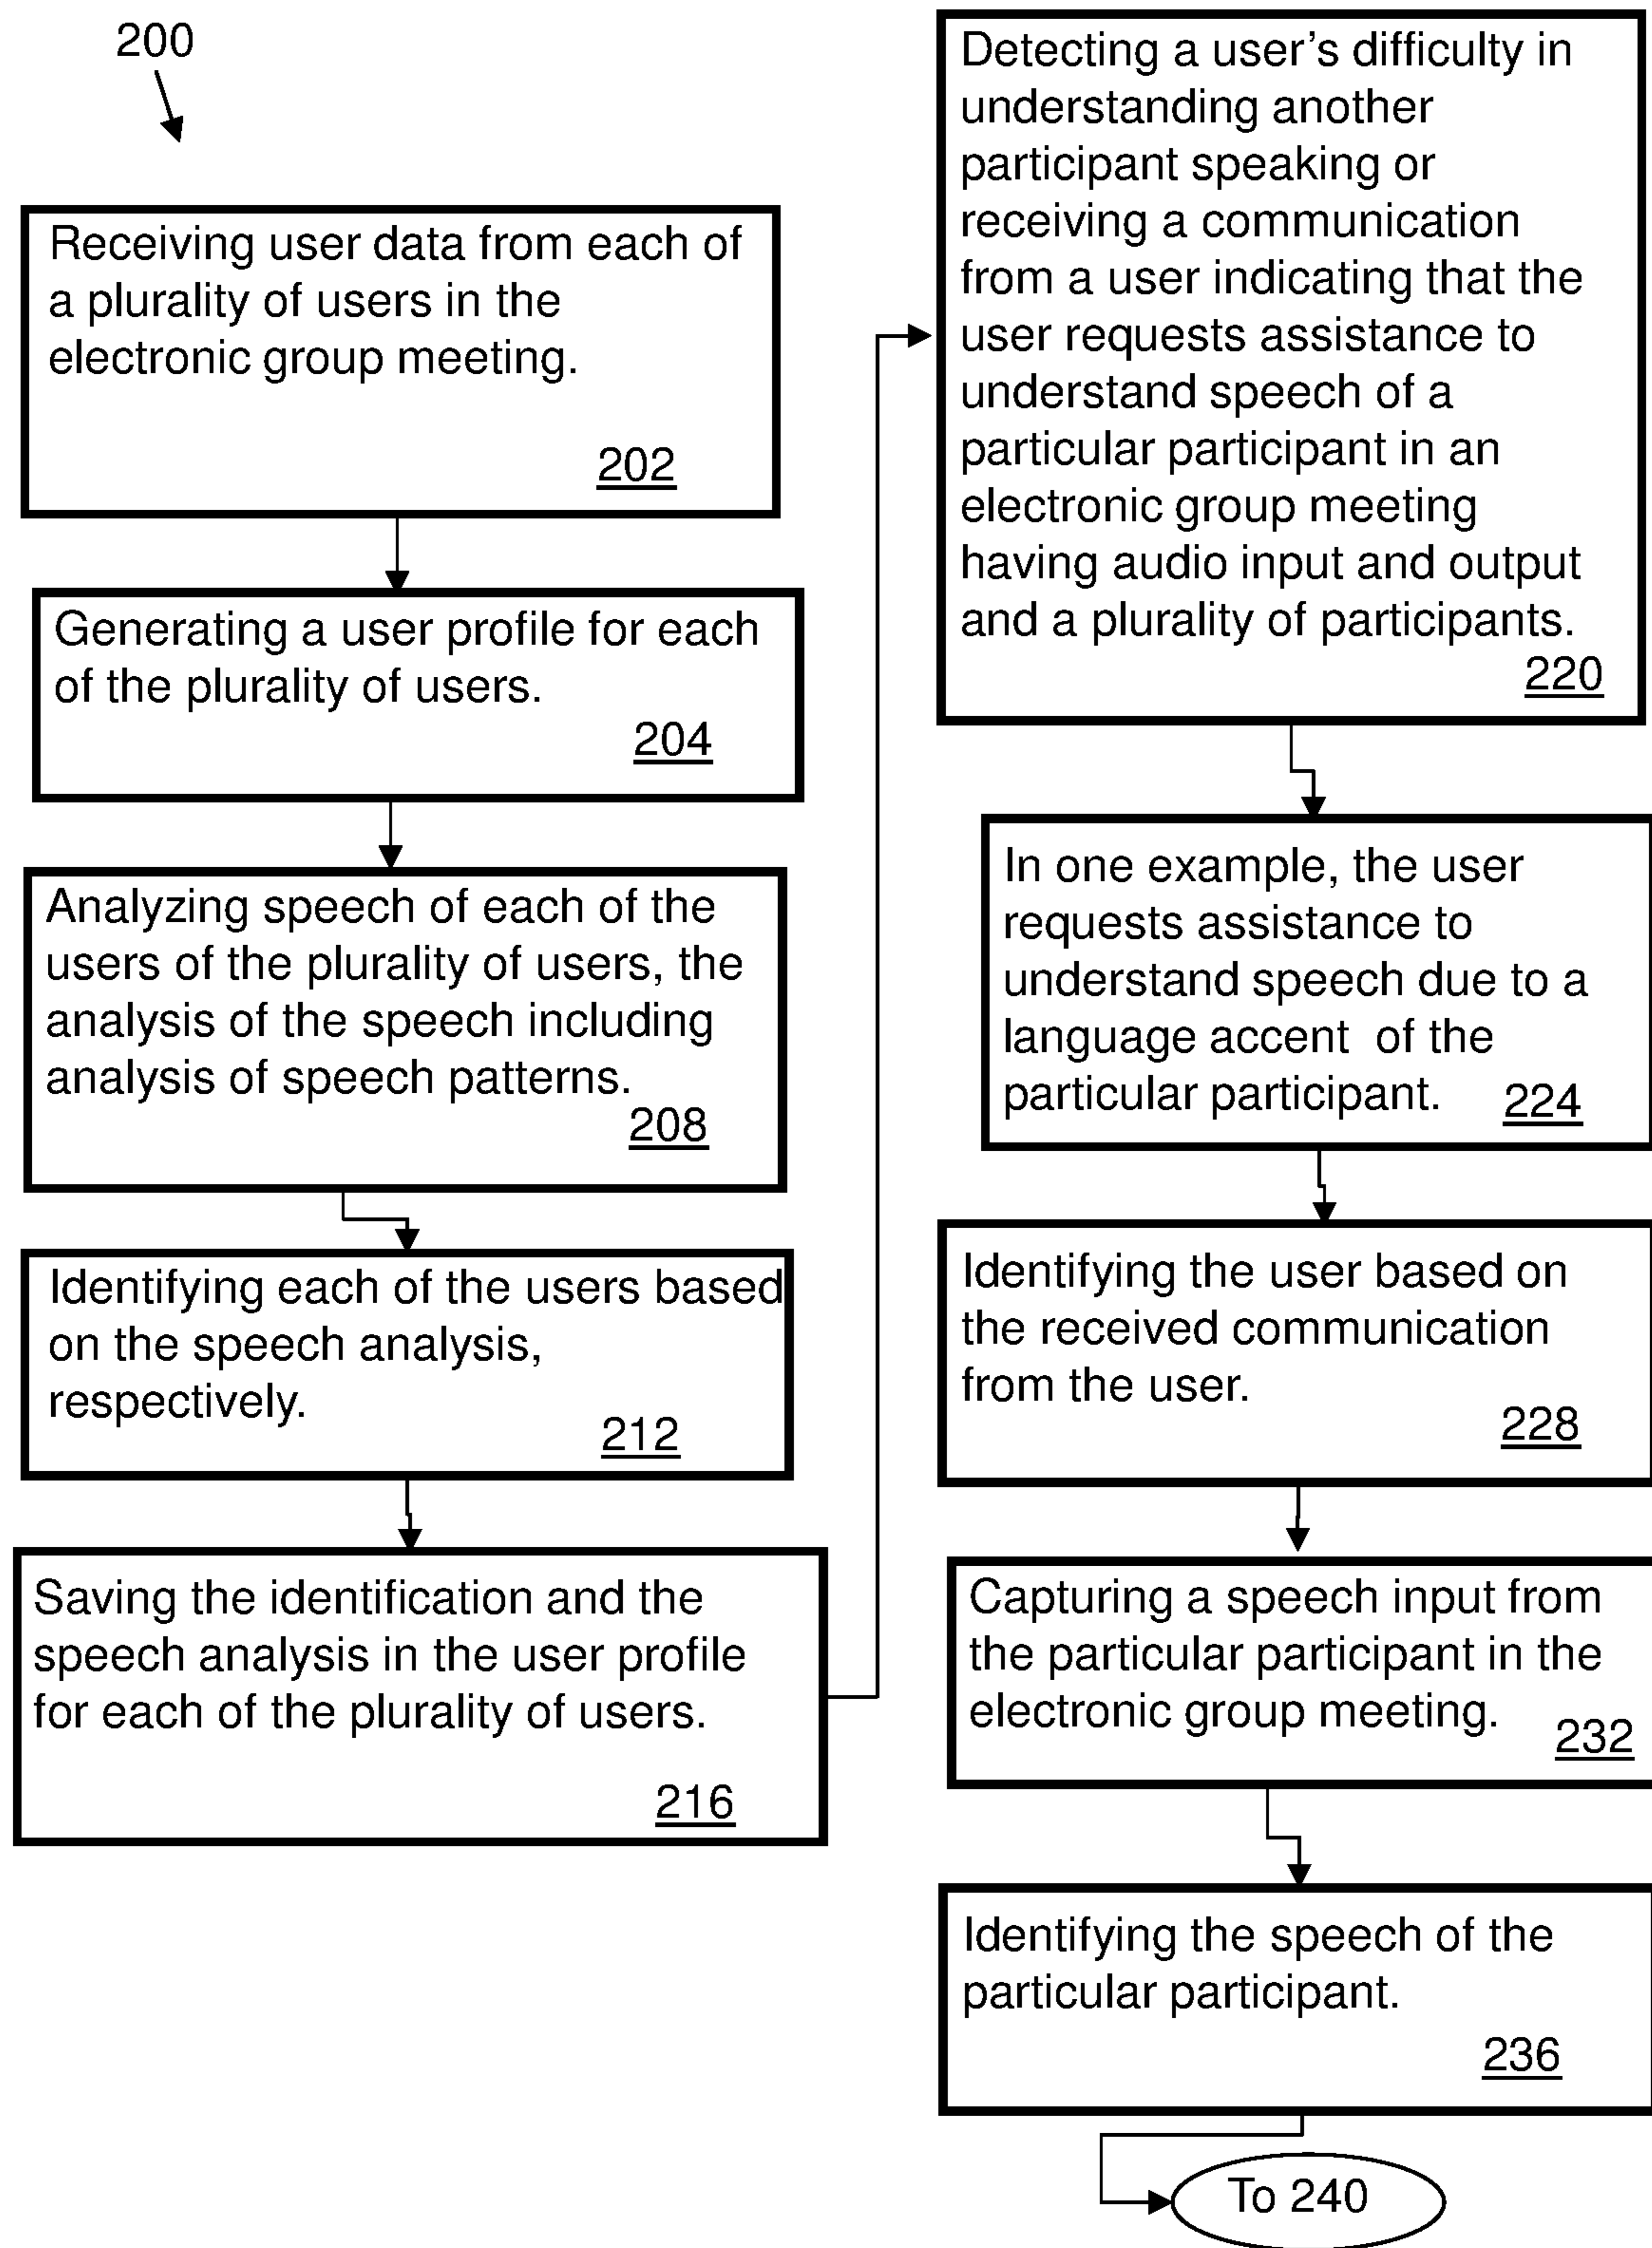 200
Receiving user data from each of
a plurality of users in the
electronic group meeting.
202
Generating a user profile for each
of the plurality of users.
204
Analyzing speech of each of the
users of the plurality of users, the
analysis of the speech including
analysis of speech patterns.
208
Identifying each of the users based
on the speech analysis,
respectively.
212
Saving the identification and the
speech analysis in the user profile
for each of the plurality of users.
216
Detecting a user's difficulty in
understanding another
participant speaking or
receiving a communication
from a user indicating that the
user requests assistance to
understand speech of a
particular participant in an
electronic group meeting
having audio input and output
and a plurality of participants.
220
In one example, the user
requests assistance to
understand speech due to a
language accent of the
particular participant.
224
Identifying the user based on
the received communication
from the user.
228
Capturing a speech input from
the particular participant in the
electronic group meeting.
232
Identifying the speech of the
particular participant.
236
To 240